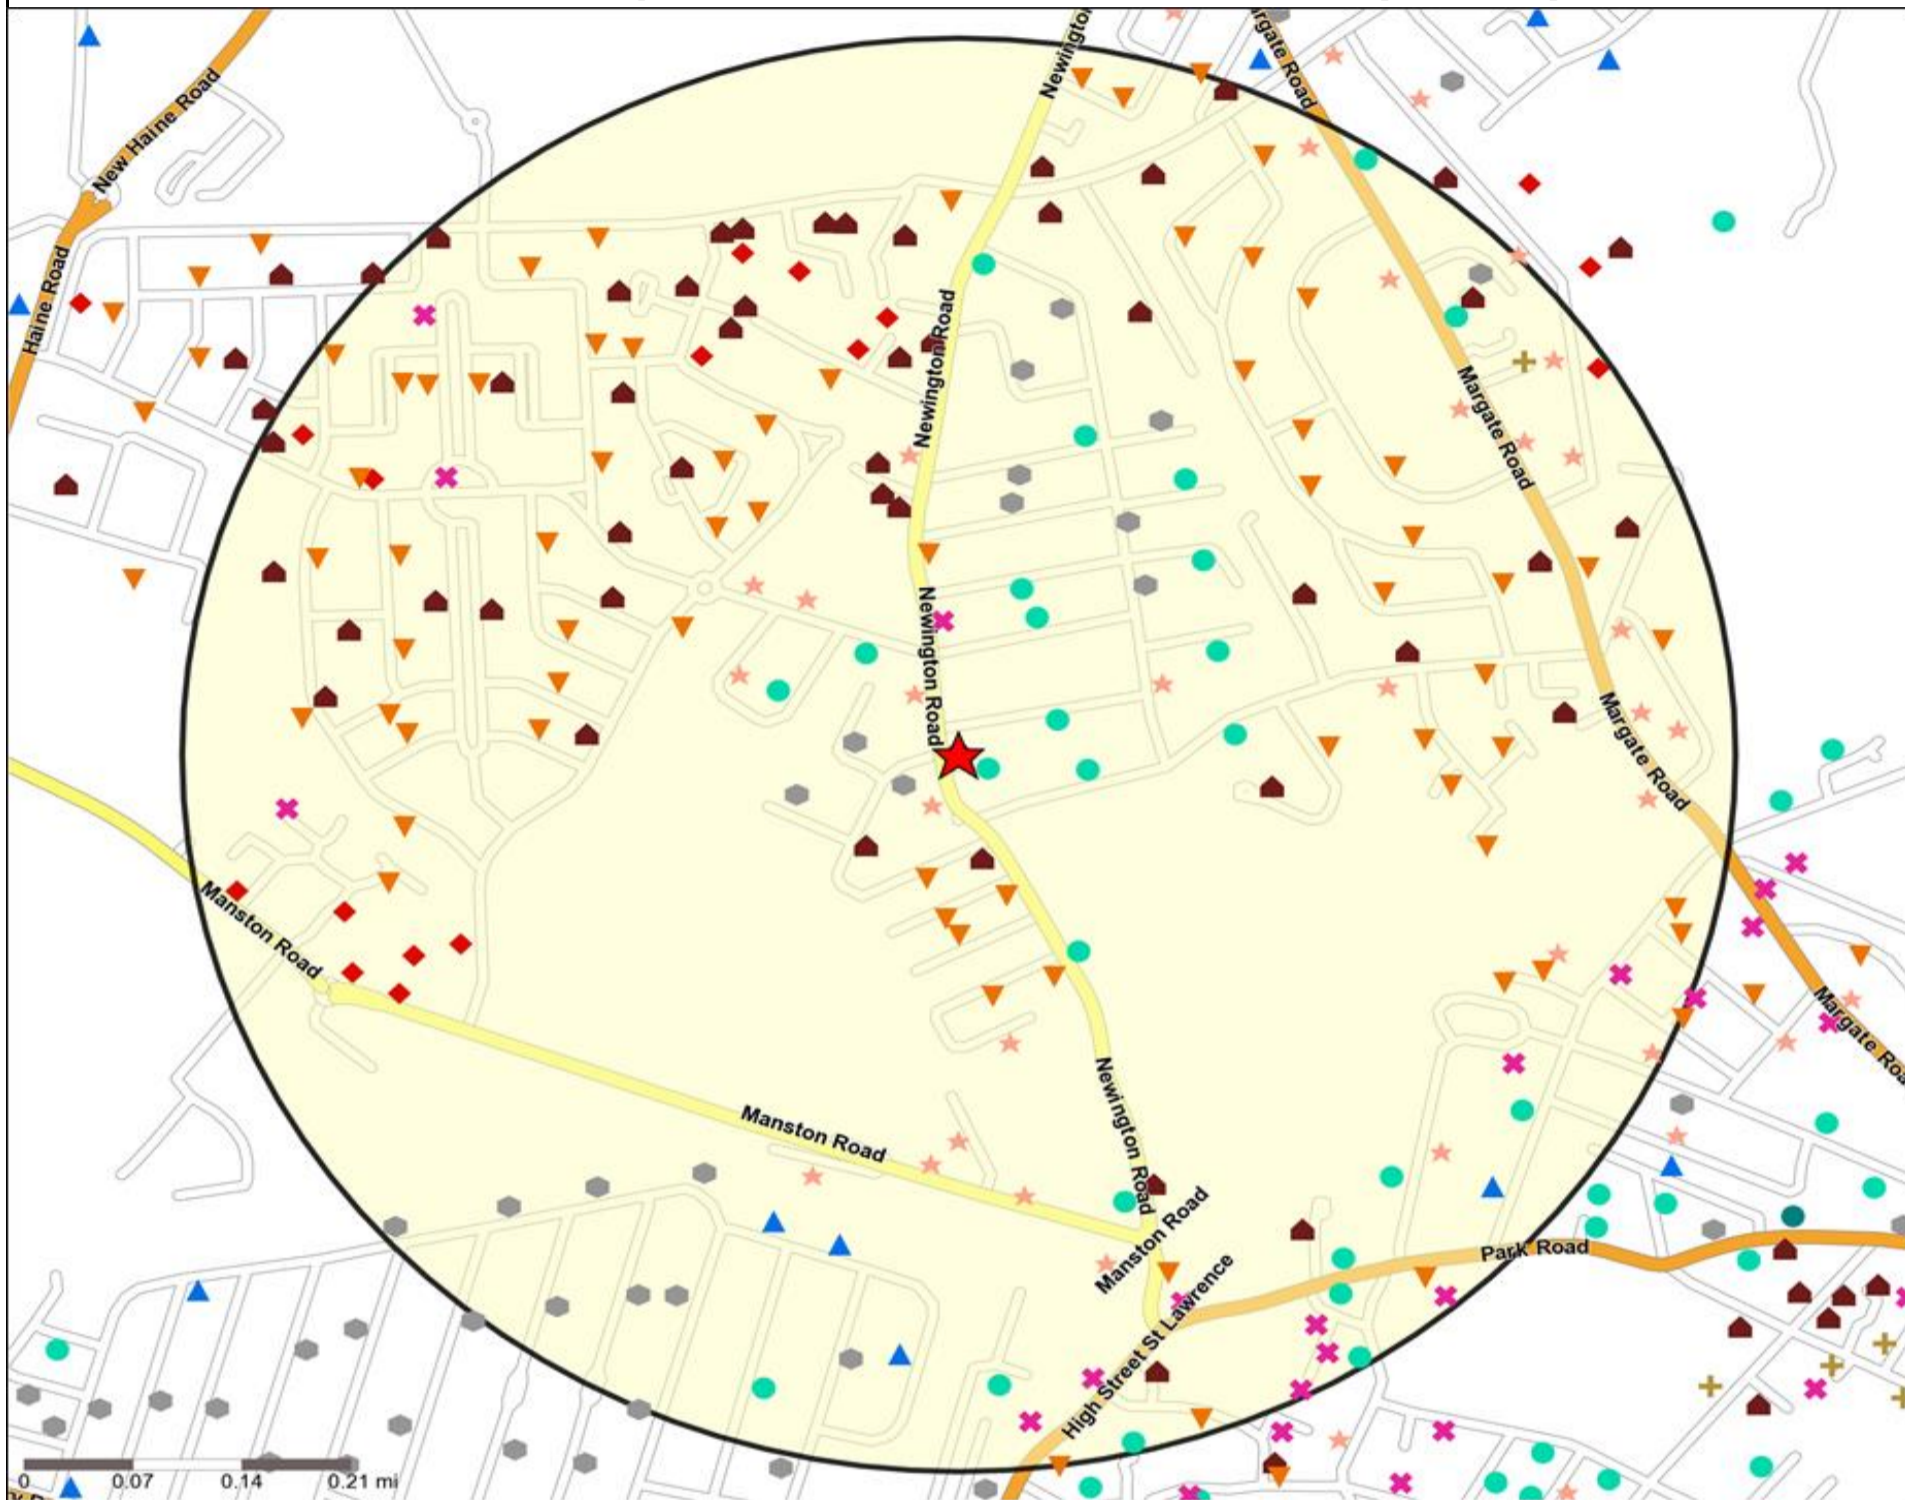 Newington
Margate Road
New Haine Road
Haine Road
Newington Road
Margate Road
Newington Road
Margate Road
Manston Road
Margate Road
Newington Road
Manston Road
Manston Road
Park Road
High Street St Lawrence
0 0.07 0.14 0.21 mi